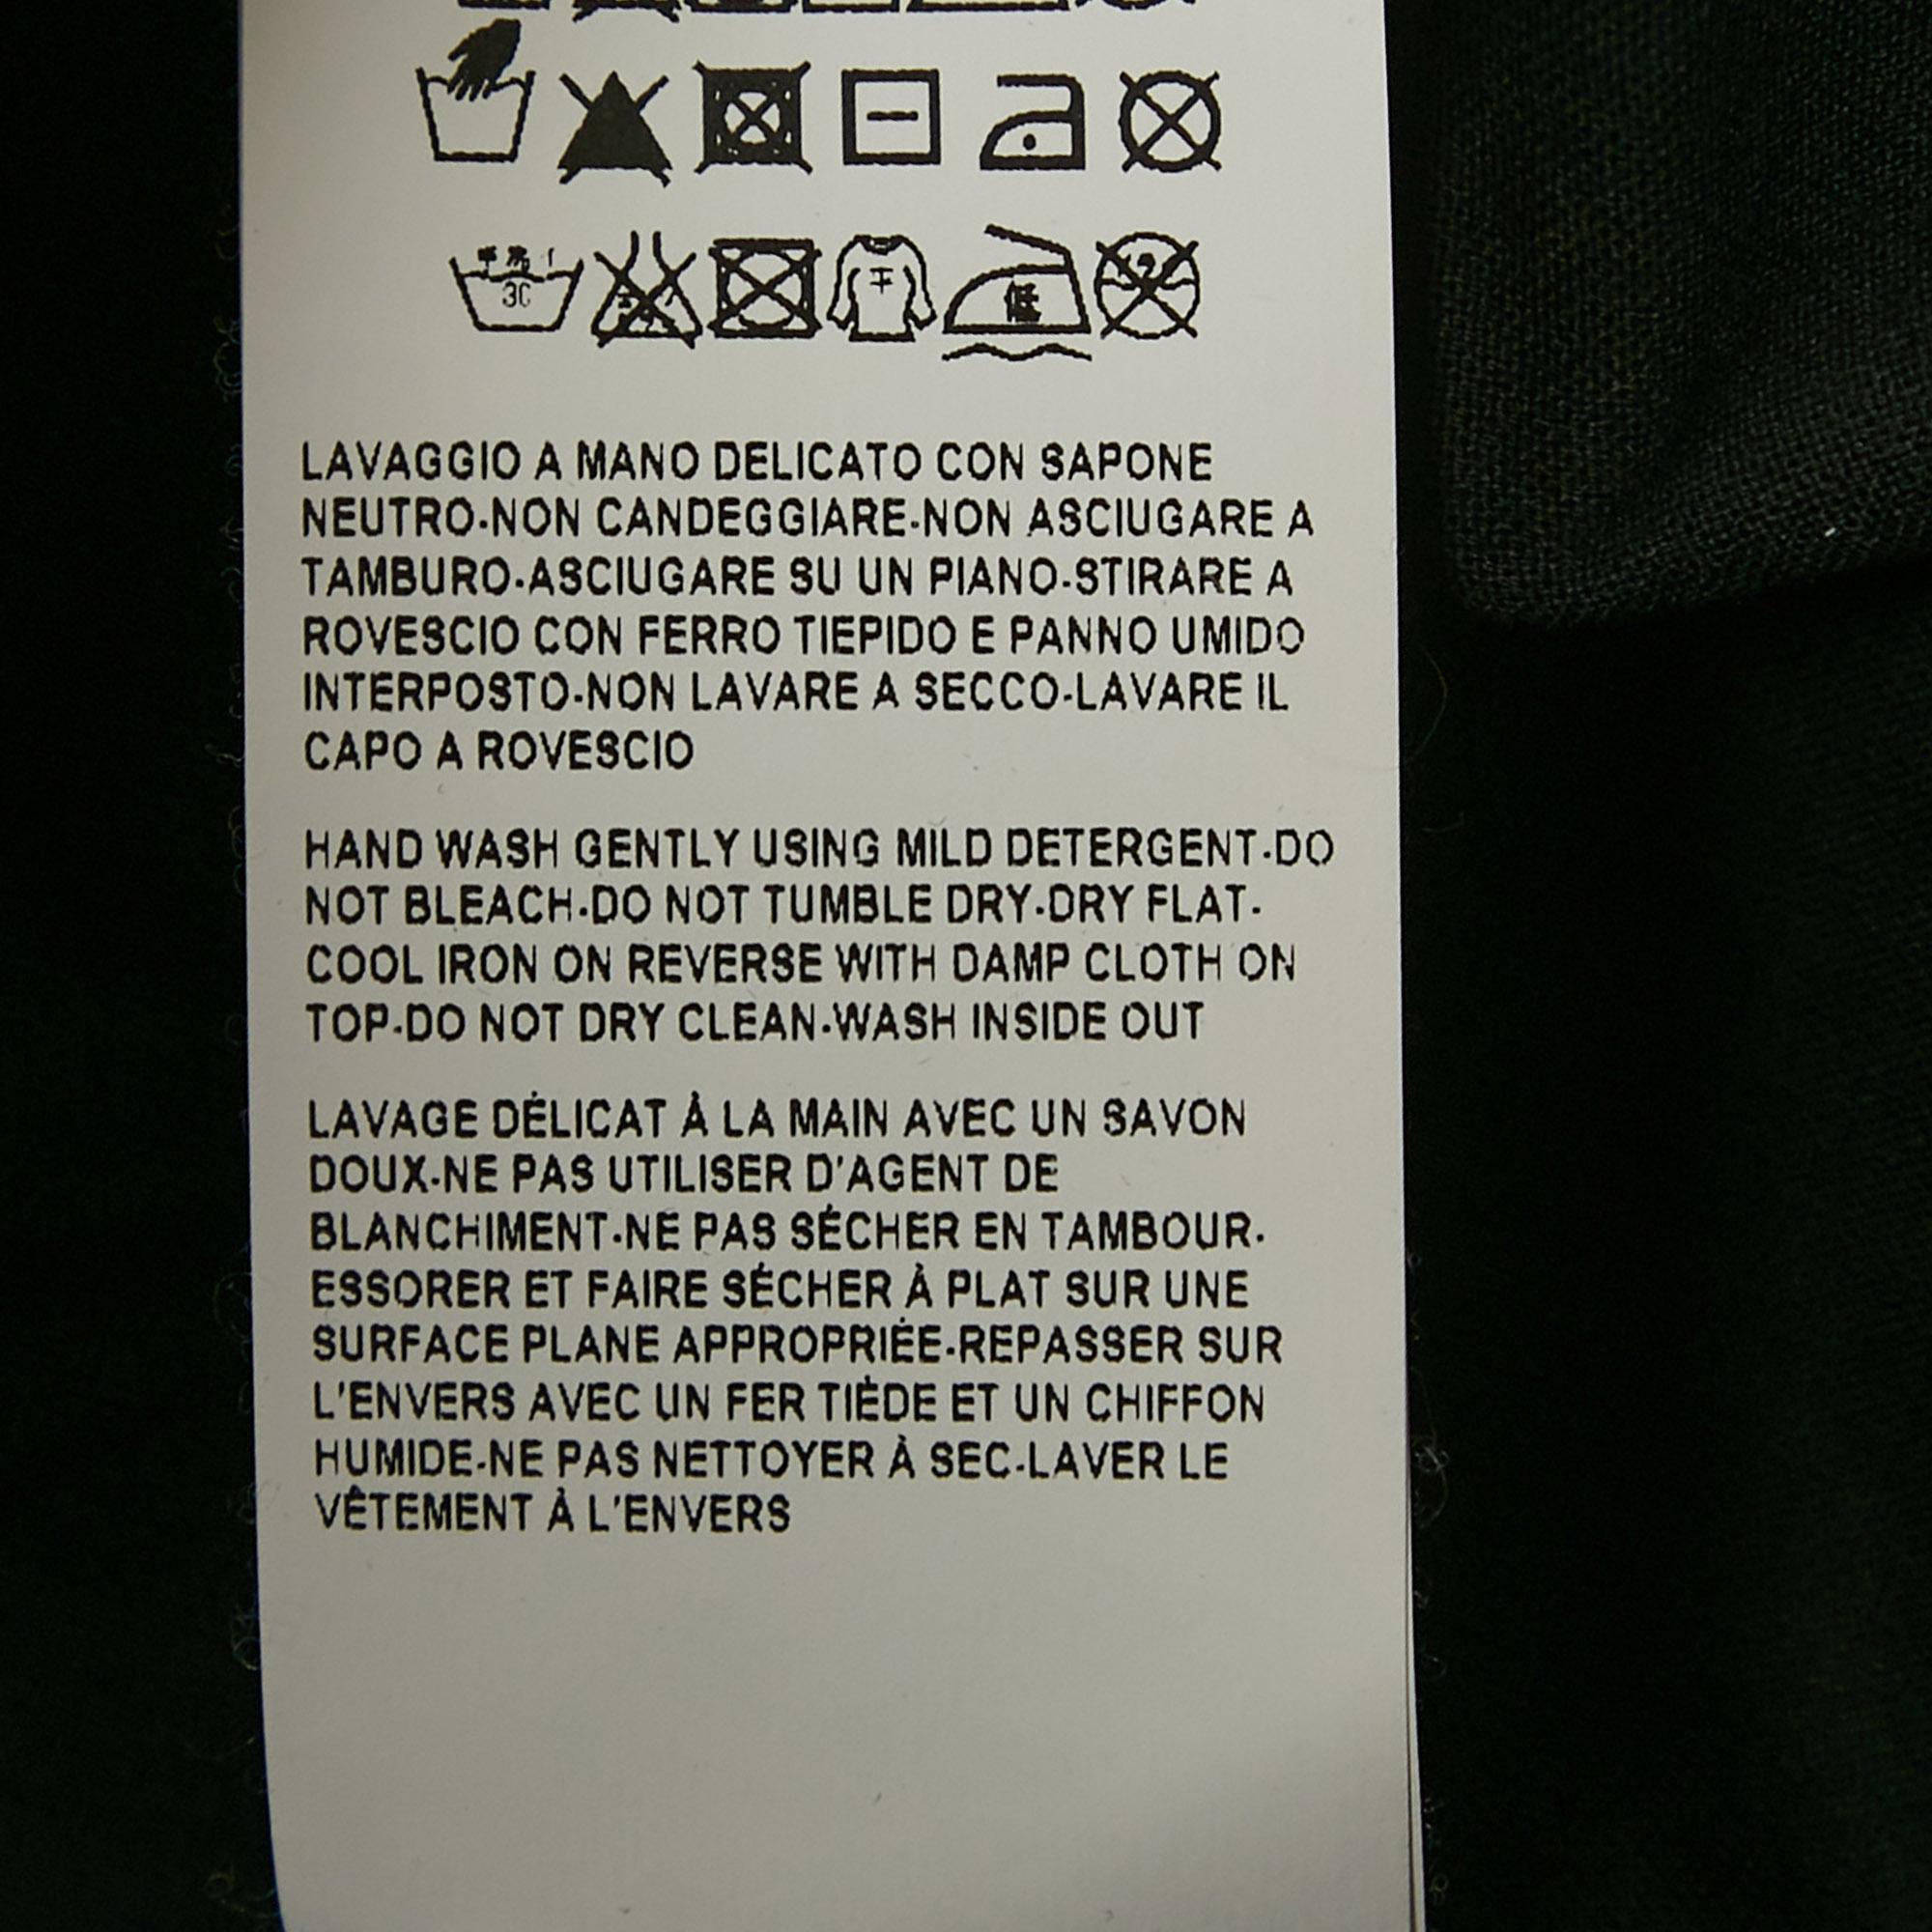 30
LAVAGGIO A MANO DELICATO CON SAPONE
NEUTRO-NON CANDEGGIARE-NON ASCIUGARE A
TAMBURO-ASCIUGARE SU UN PIANO-STIRARE A
ROVESCIO CON FERRO TIEPIDO E PANNO UMIDO
INTERPOSTO-NON LAVARE A SECCO-LAVARE IL
CAPO A ROVESCIO
HAND WASH GENTLY USING MILD DETERGENT-DO
NOT BLEACH-DO NOT TUMBLE DRY-DRY FLAT-
COOL IRON ON REVERSE WITH DAMP CLOTH ON
TOP-DO NOT DRY CLEAN-WASH INSIDE OUT
LAVAGE DÉLICAT À LA MAIN AVEC UN SAVON
DOUX-NE PAS UTILISER D'AGENT DE
BLANCHIMENT-NE PAS SÉCHER EN TAMBOUR-
ESSORER ET FAIRE SÉCHER À PLAT SUR UNE
SURFACE PLANE APPROPRIÉE-REPASSER SUR
L'ENVERS AVEC UN FER TIÈDE ET UN CHIFFON
HUMIDE-NE PAS NETTOYER À SEC-LAVER LE
VÊTEMENT À L'ENVERS